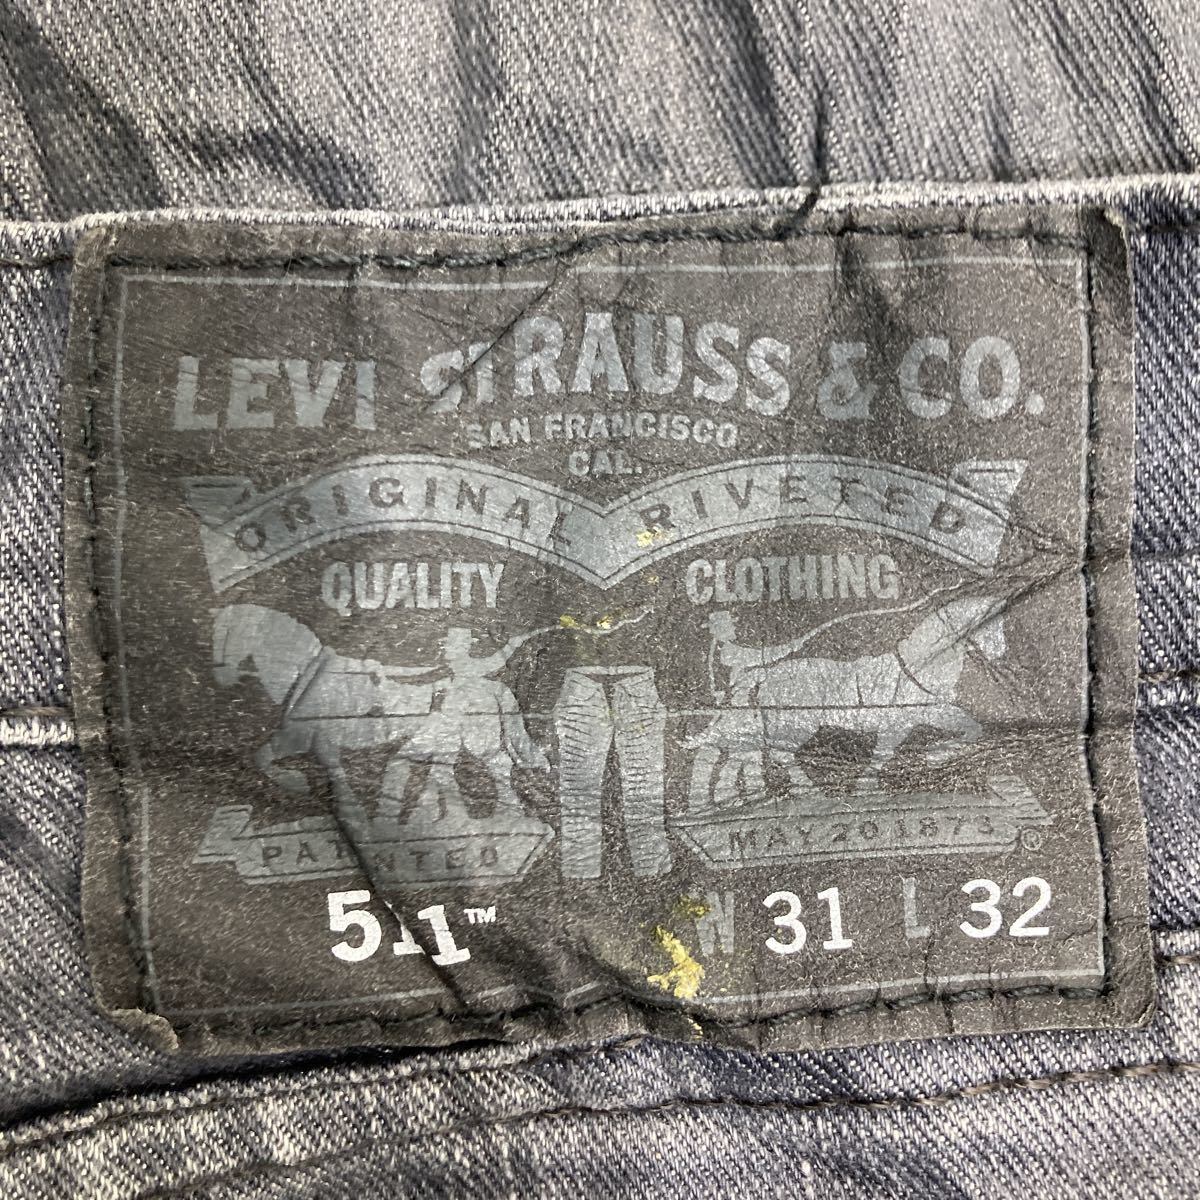 LEVI STRAUSS & CO.
SAN FRANCISCO
CAL.
ORIGINAL RIVETED
QUALITY CLOTHING
PATENTED MAY 20 1873 ®
511™ W 31 L 32